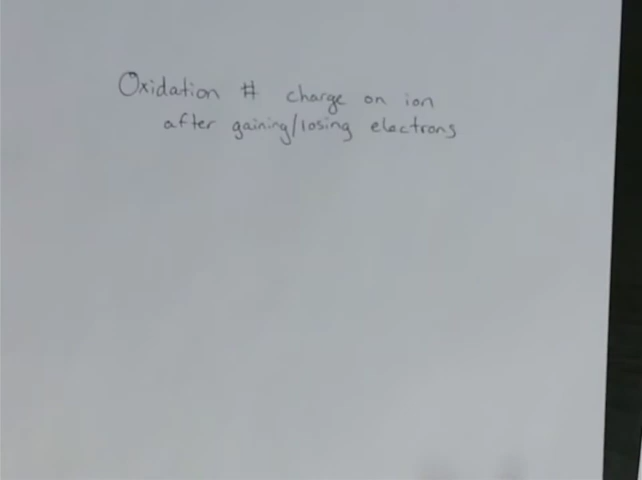 Oxidation # charge on ion
after gaining/losing electrons